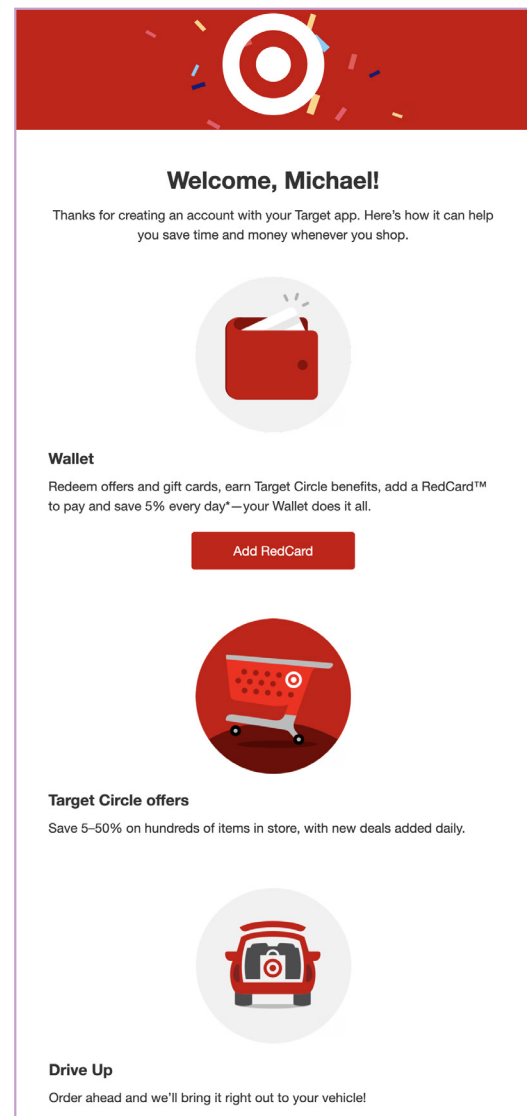 Welcome, Michael!
Thanks for creating an account with your Target app. Here’s how it can help
you save time and money whenever you shop.
Wallet
Redeem offers and gift cards, earn Target Circle benefits, add a RedCard™
to pay and save 5% every day*—your Wallet does it all.
Add RedCard
Target Circle offers
Save 5–50% on hundreds of items in store, with new deals added daily.
Drive Up
Order ahead and we’ll bring it right out to your vehicle!